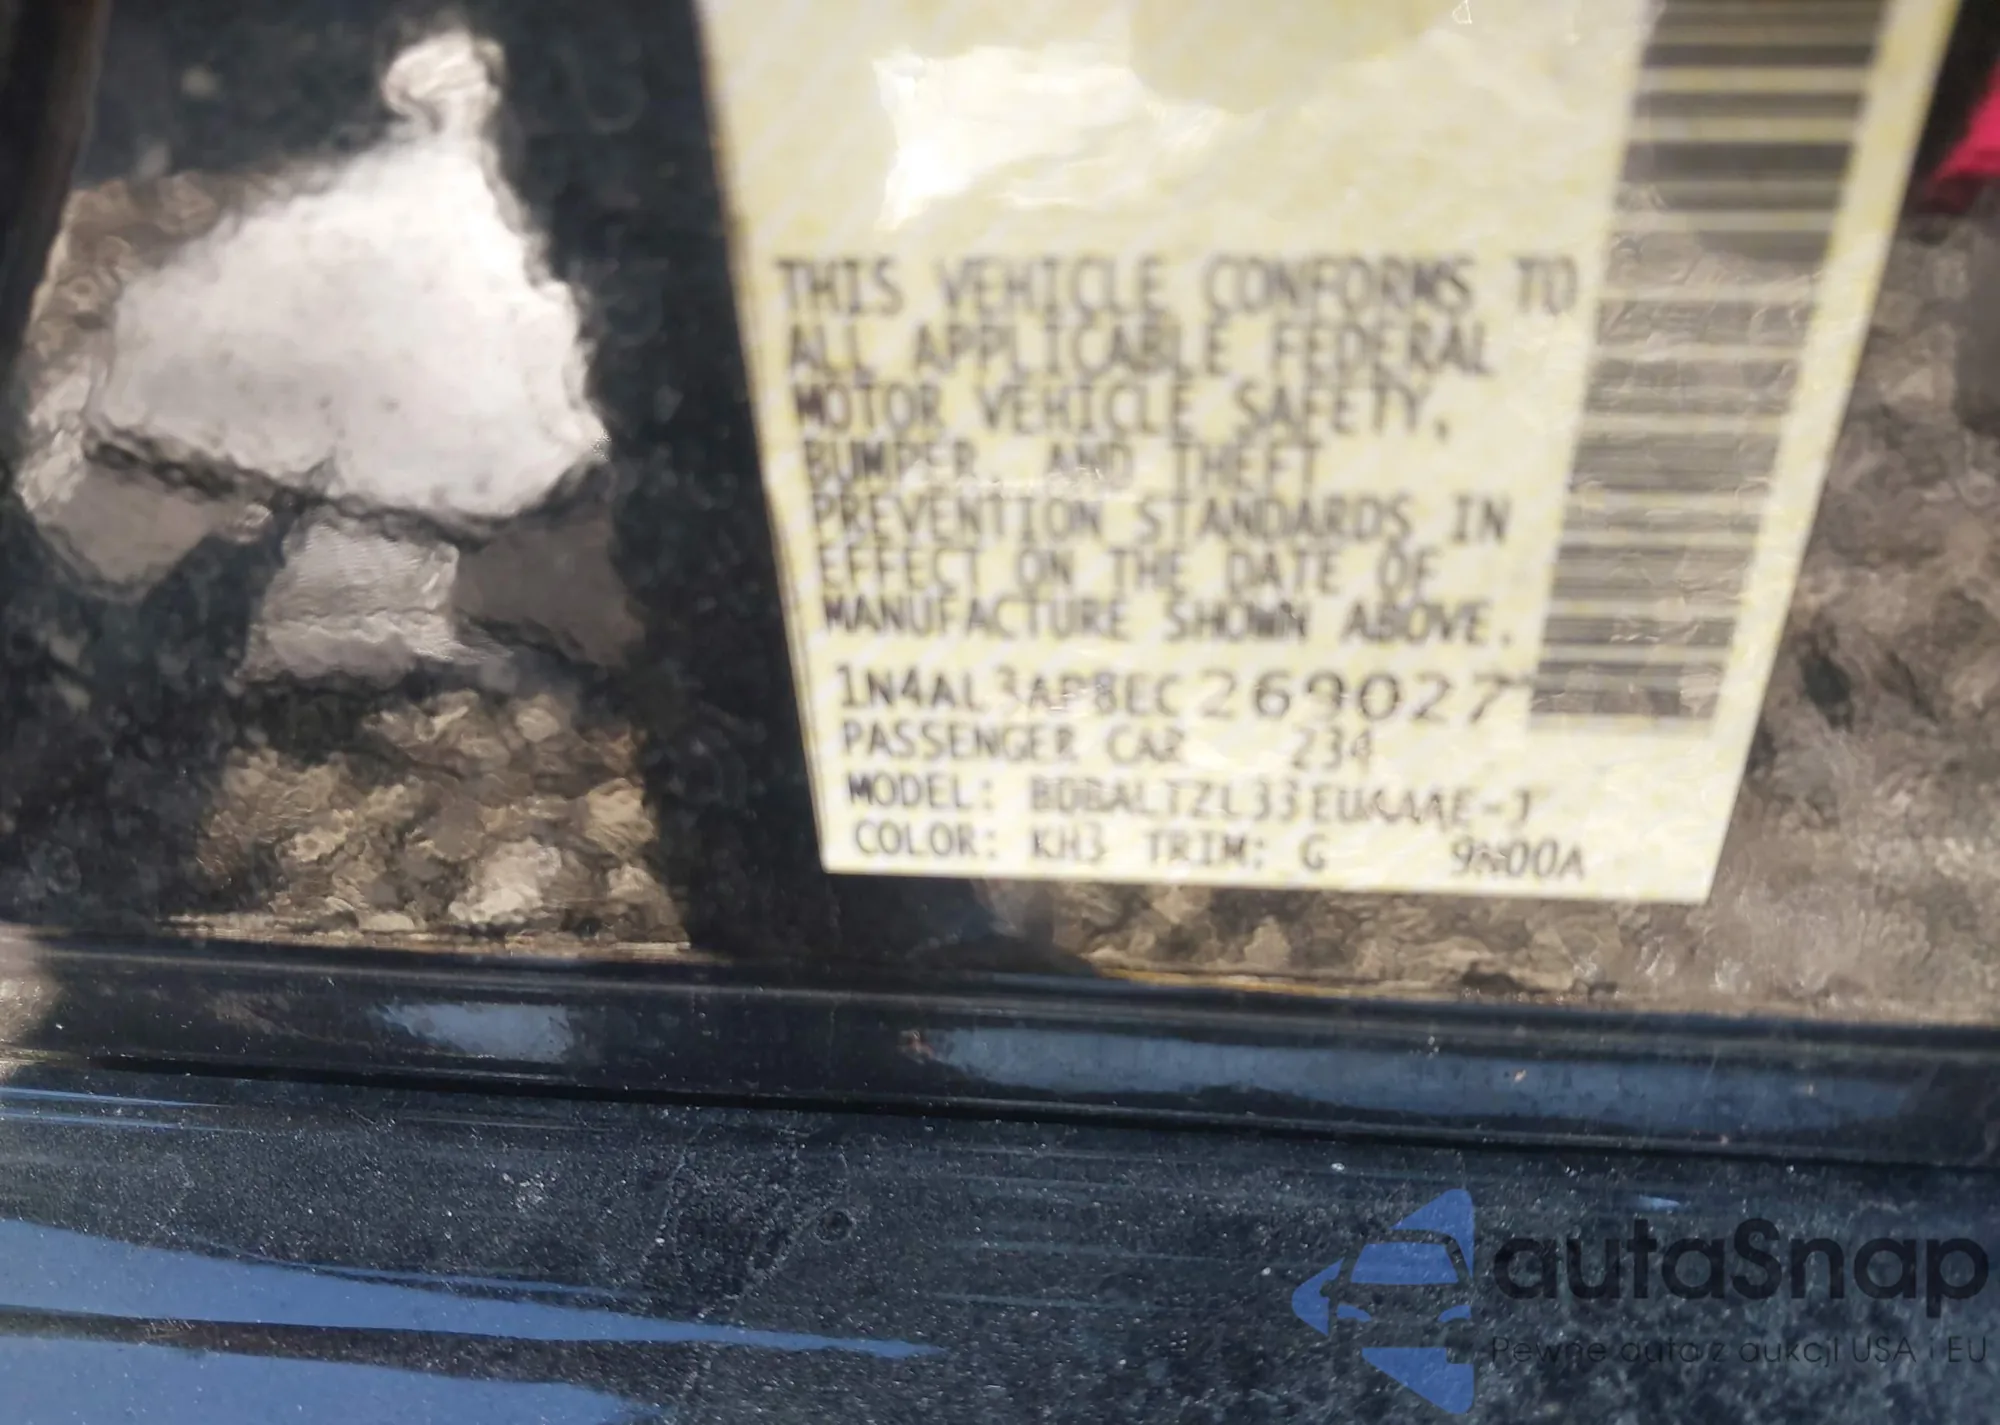 THIS VEHICLE CONFORMS TO
ALL APPLICABLE FEDERAL
MOTOR VEHICLE SAFETY,
BUMPER, AND THEFT
PREVENTION STANDARDS IN
EFFECT ON THE DATE OF
MANUFACTURE SHOWN ABOVE.
1N4AL3AP8EC269027
PASSENGER CAR 234
MODEL:
COLOR: KH3 TRIM: G 9N00A
autaSnap
Pewne auta z aukcji USA i EU